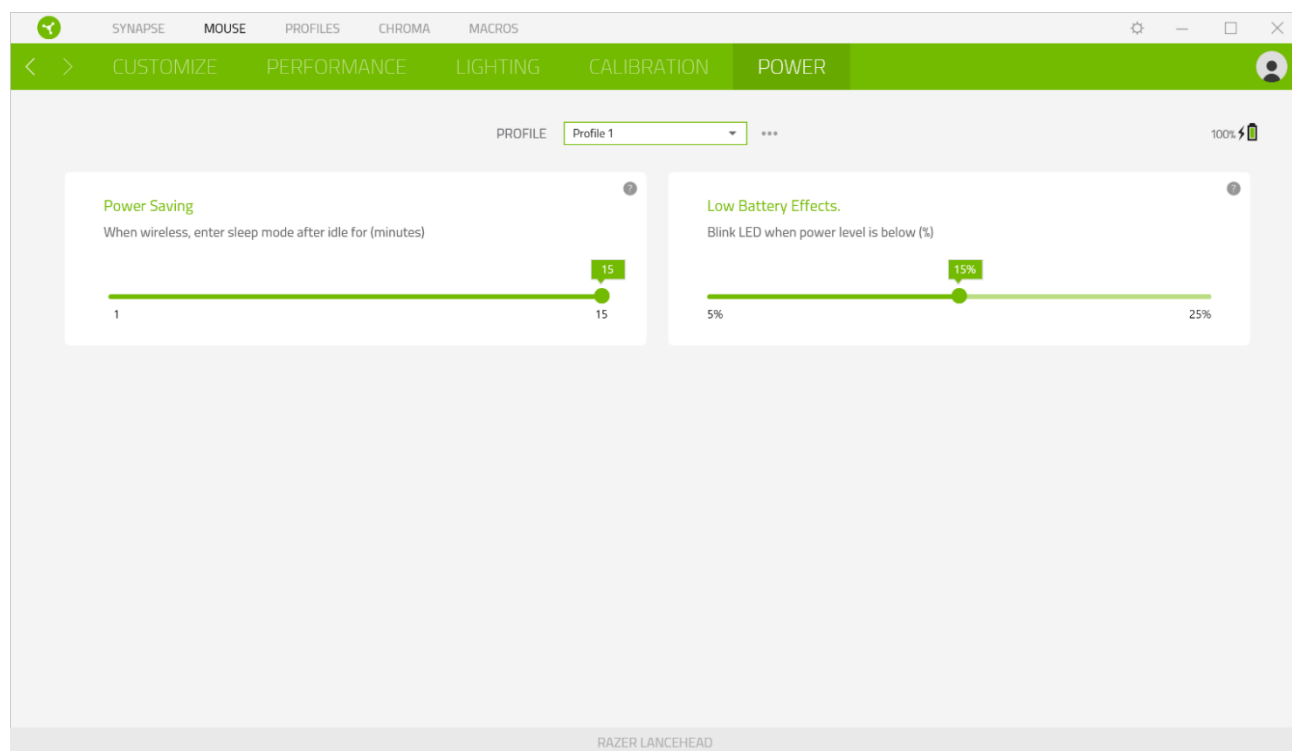 SYNAPSE MOUSE PROFILES CHROMA MACROS
CUSTOMIZE PERFORMANCE LIGHTING CALIBRATION POWER
PROFILE Profile 1 100%
Power Saving
When wireless, enter sleep mode after idle for (minutes)
15
1 15
Low Battery Effects.
Blink LED when power level is below (%)
15%
5% 25%
RAZER LANCEHEAD